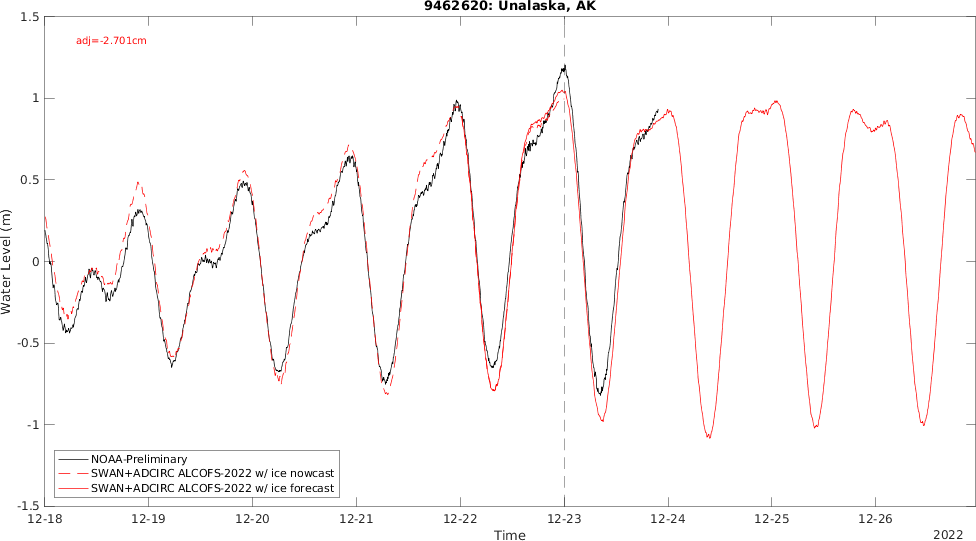 9462620: Unalaska, AK
adj=-2.701cm
1.5
1
0.5
0
-0.5
-1
-1.5
Water Level (m)
NOAA-Preliminary
SWAN+ADCIRC ALCOFS-2022 w/ ice nowcast
SWAN+ADCIRC ALCOFS-2022 w/ ice forecast
12-18 12-19 12-20 12-21 12-22 12-23 12-24 12-25 12-26
Time
2022